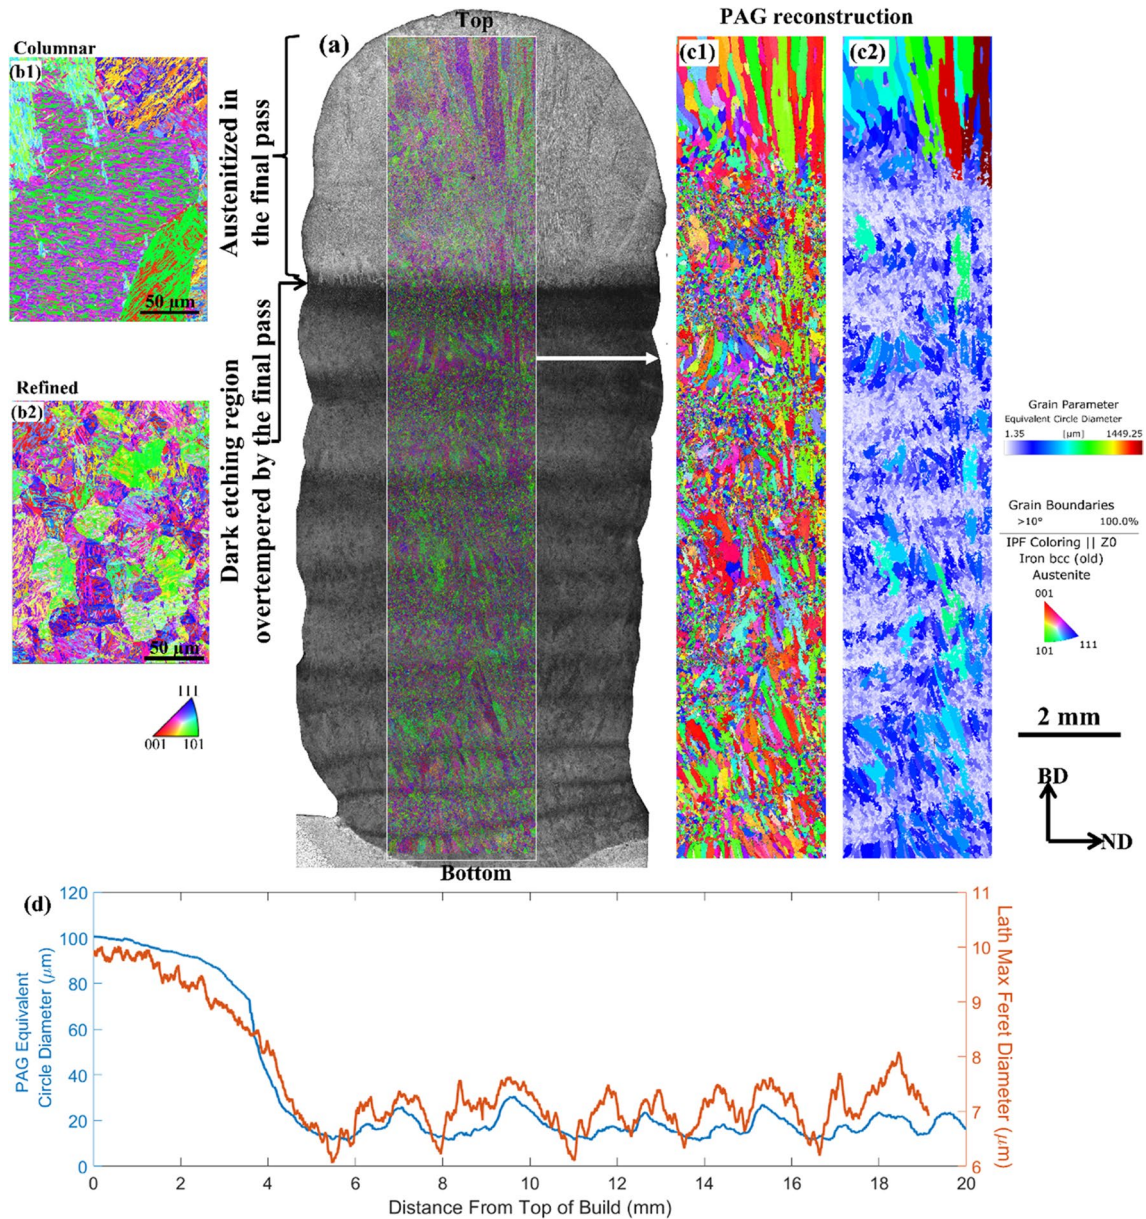 Top
PAG reconstruction
Columnar
(b1)
(a)
(c1)
(c2)
Austenitized in
the final pass
50 μm
Refined
(b2)
Dark etching region
overtempered by the final pass
50 μm
111
001 101
Grain Parameter
Equivalent Circle Diameter
1.35 [μm] 1449.25
Grain Boundaries
>10° 100.0%
IPF Coloring || Z0
Iron bcc (old)
Austenite
001
101 111
2 mm
BD
ND
Bottom
(d)
PAG Equivalent
Circle Diameter (μm)
120
100
80
60
40
20
0
11
10
9
8
7
6
Lath Max Feret Diameter (μm)
0 2 4 6 8 10 12 14 16 18 20
Distance From Top of Build (mm)